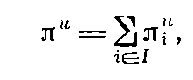 π^u = ∑_{i∈I} π_i^u,